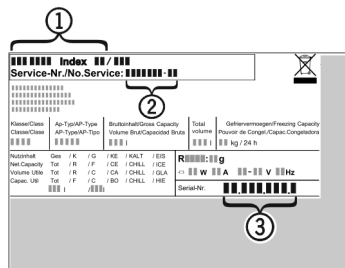 1
Index /
Service-Nr./No.Service: -
2
Klasse/Class Ap-Typ/AP-Type Bruttoinhalt/Gross Capacity Total Gefriervermoegen/Freezing Capacity
Classe/Classe AP-Type/AP-Tipo Volume Brut/Capacidad Bruta volume Pouvoir de Congel./Capac.Congeladora
l l kg / 24 h
Nutzinhalt Ges / K / G / KE / KALT / EIS
Net Capacity Tot / R / F / CE / CHILL / ICE
Volume Utile Tot / R / C / CA / CHILL / GLA
Capac. Util Tot / F / C / BO / CHILL / HIE
l / l
R : g
W A - V Hz
Serial-Nr. . . .
3